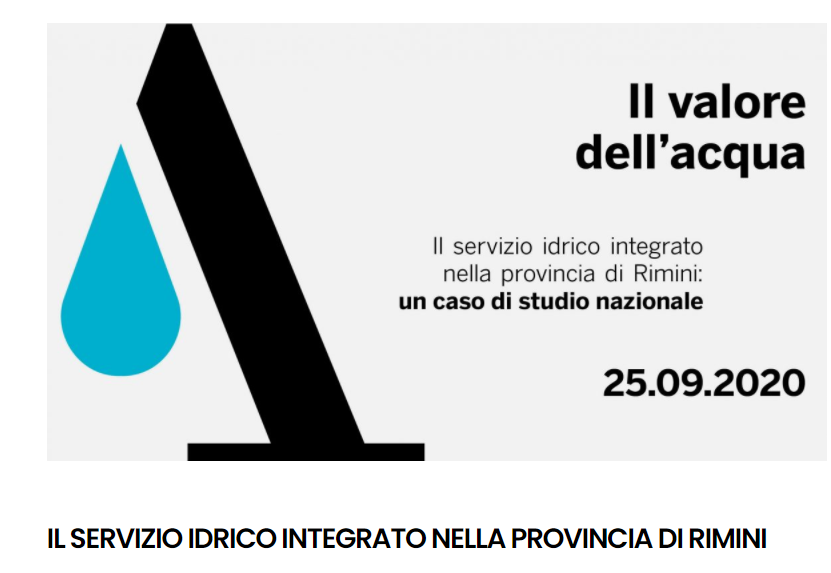 Il valore
dell’acqua
Il servizio idrico integrato
nella provincia di Rimini:
un caso di studio nazionale
25.09.2020
IL SERVIZIO IDRICO INTEGRATO NELLA PROVINCIA DI RIMINI